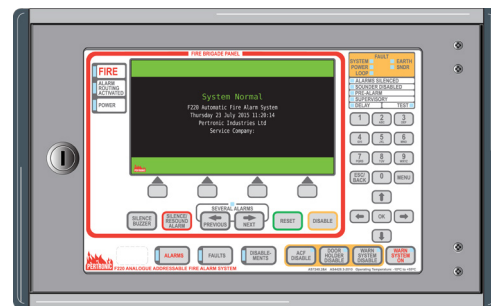 FIRE BRIGADE PANEL
FIRE
ALARM
ROUTING
ACTIVATED
POWER
System Normal
F220 Automatic Fire Alarm System
Thursday 23 July 2015 11:20:14
Pertronic Industries Ltd
Service Company:
FAULT
SYSTEM
EARTH
POWER
SNDR
LOOP
ALARMS SILENCED
SOUNDER DISABLED
PRE-ALARM
SUPERVISORY
DELAY
TEST
1
2
3
4
5
6
7
8
9
ESC/
BACK
0
MENU
OK
SILENCE
BUZZER
SILENCE/
RESOUND
ALARM
SEVERAL ALARMS
PREVIOUS
NEXT
RESET
DISABLE
ALARMS
FAULTS
DISABLE-
MENTS
ACF
DISABLE
DOOR
HOLDER
DISABLE
WARN
SYSTEM
DISABLE
WARN
SYSTEM
ON
PERTRONIC
F220 ANALOGUE ADDRESSABLE FIRE ALARM SYSTEM